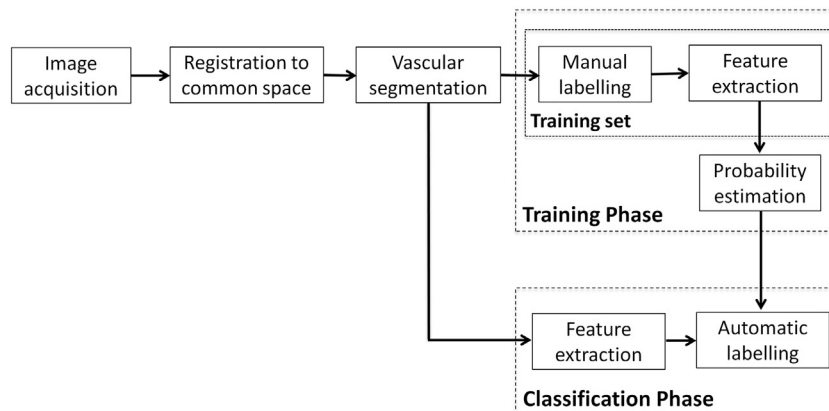 Image
acquisition
Registration to
common space
Vascular
segmentation
Manual
labelling
Feature
extraction
Training set
Probability
estimation
Training Phase
Feature
extraction
Automatic
labelling
Classification Phase